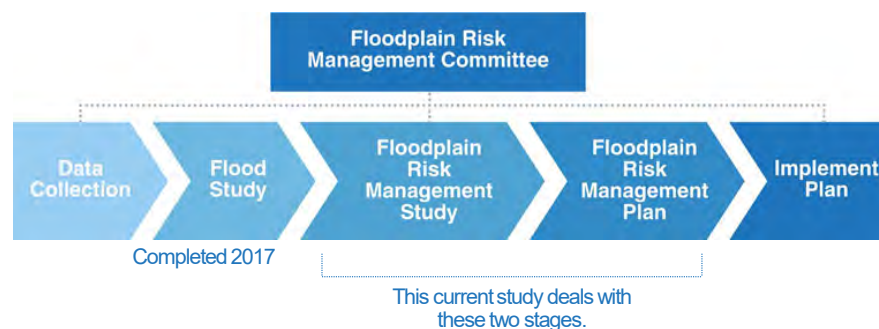 Floodplain Risk
Management Committee
Data
Collection
Flood
Study
Floodplain
Risk
Management
Study
Floodplain
Risk
Management
Plan
Implement
Plan
Completed 2017
This current study deals with
these two stages.